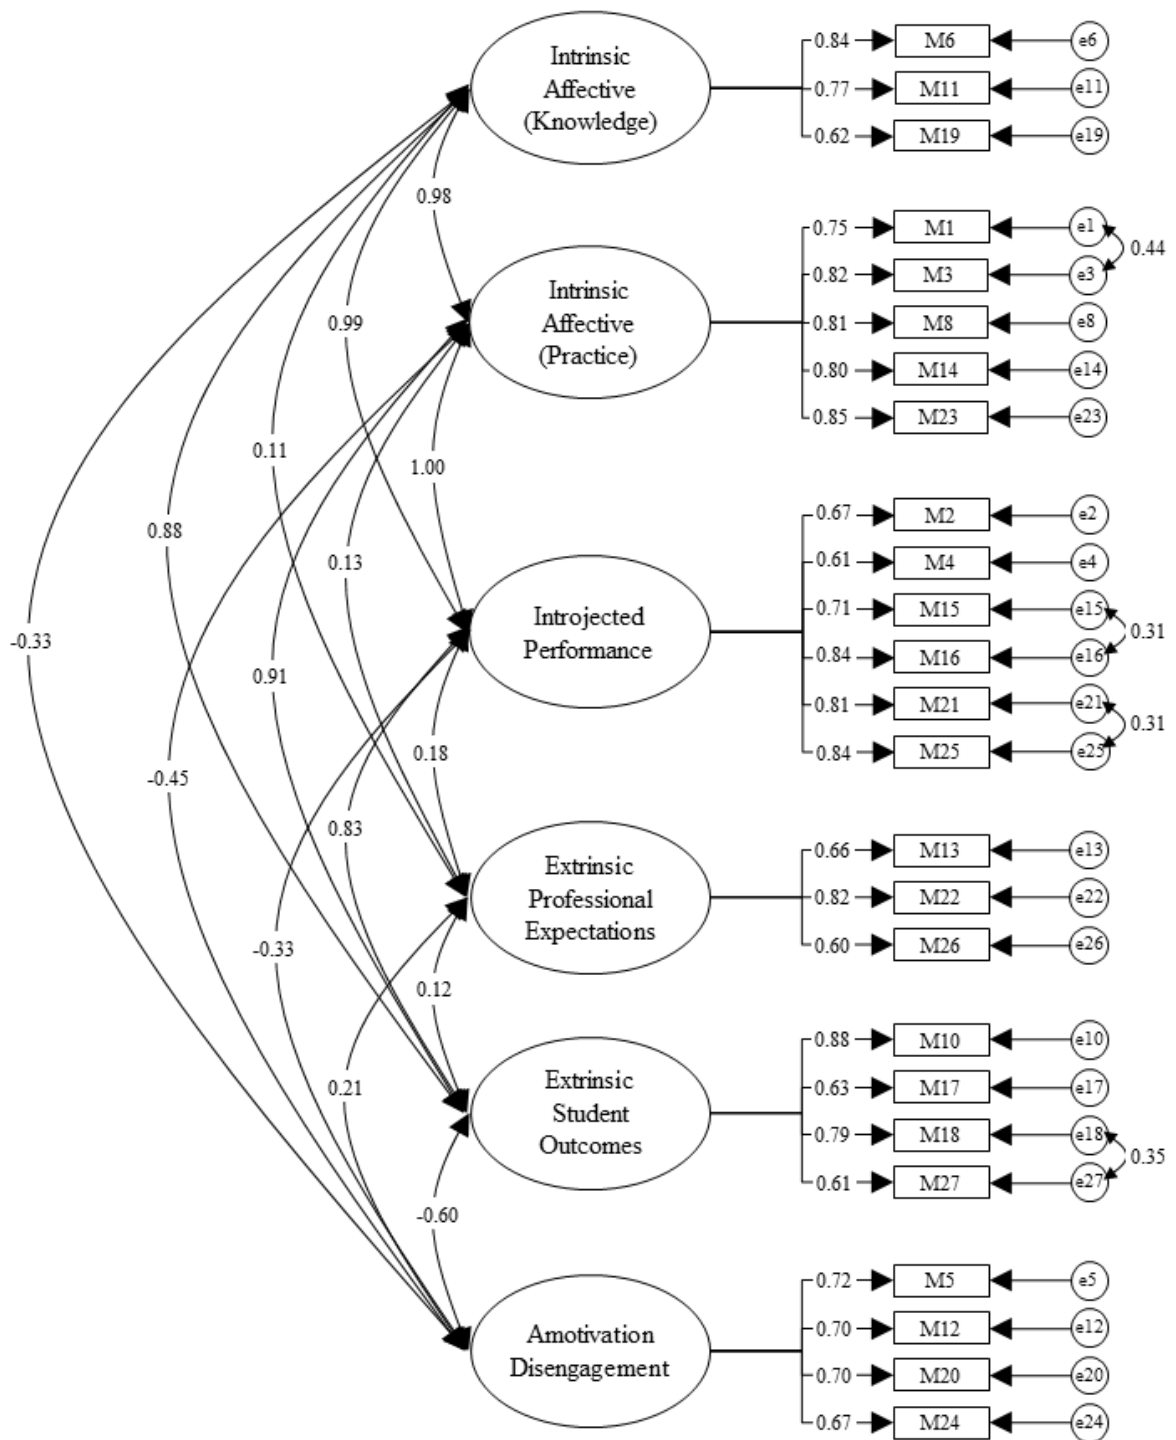 Intrinsic
Affective
(Knowledge)
0.84 M6 e6
0.77 M11 e11
0.62 M19 e19
0.98
Intrinsic
Affective
(Practice)
0.75 M1 e1
0.82 M3 e3
0.44
0.81 M8 e8
0.80 M14 e14
0.85 M23 e23
0.99
0.11
1.00
0.88
0.13
Introjected
Performance
0.67 M2 e2
0.61 M4 e4
0.71 M15 e15
0.84 M16 e16
0.31
0.81 M21 e21
0.84 M25 e25
0.31
-0.33
0.91
0.18
-0.45
0.83
Extrinsic
Professional
Expectations
0.66 M13 e13
0.82 M22 e22
0.60 M26 e26
-0.33
0.12
Extrinsic
Student
Outcomes
0.88 M10 e10
0.63 M17 e17
0.79 M18 e18
0.61 M27 e27
0.35
0.21
-0.60
Amotivation
Disengagement
0.72 M5 e5
0.70 M12 e12
0.70 M20 e20
0.67 M24 e24